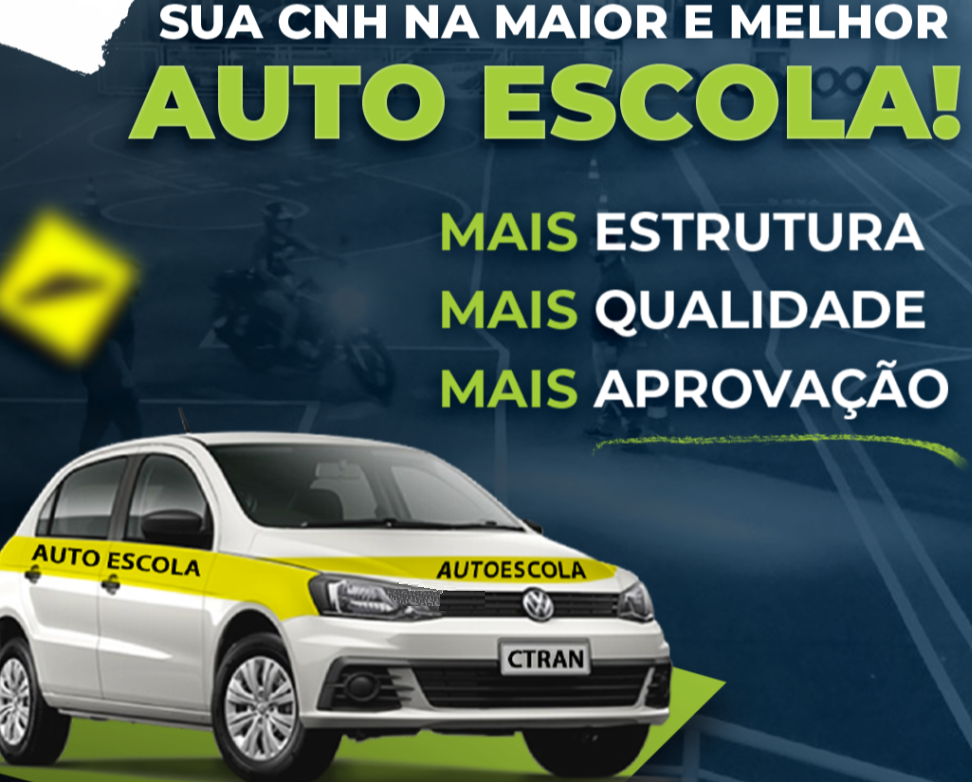 SUA CNH NA MAIOR E MELHOR
AUTO ESCOLA!
MAIS ESTRUTURA
MAIS QUALIDADE
MAIS APROVAÇÃO
AUTO ESCOLA
AUTOESCOLA
CTRAN